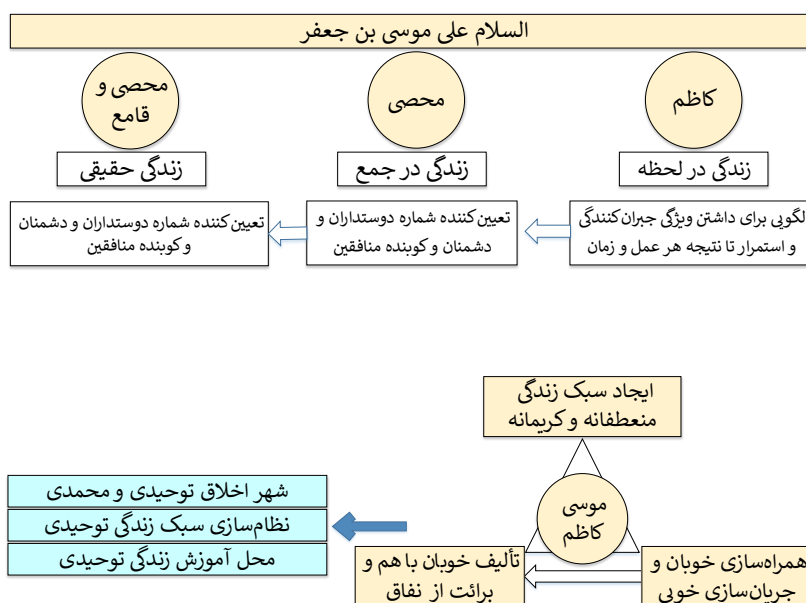 السلام علی موسی بن جعفر
کاظم
محصی
محصی و
قامع
زندگی در لحظه
زندگی در جمع
زندگی حقیقی
لگویی برای داشتن ویژگی جبران‌کنندگی
و استمرار تا نتیجه هر عمل و زمان
تعیین‌کننده شماره دوستداران و
دشمنان و کوبنده منافقین
تعیین‌کننده شماره دوستداران و دشمنان
و کوبنده منافقین
ایجاد سبک زندگی
منعطفانه و کریمانه
موسی
کاظم
همراه‌سازی خوبان و
جریان‌سازی خوبی
تألیف خوبان با هم و
برائت از نفاق
شهر اخلاق توحیدی و محمدی
نظام‌سازی سبک زندگی توحیدی
محل آموزش زندگی توحیدی